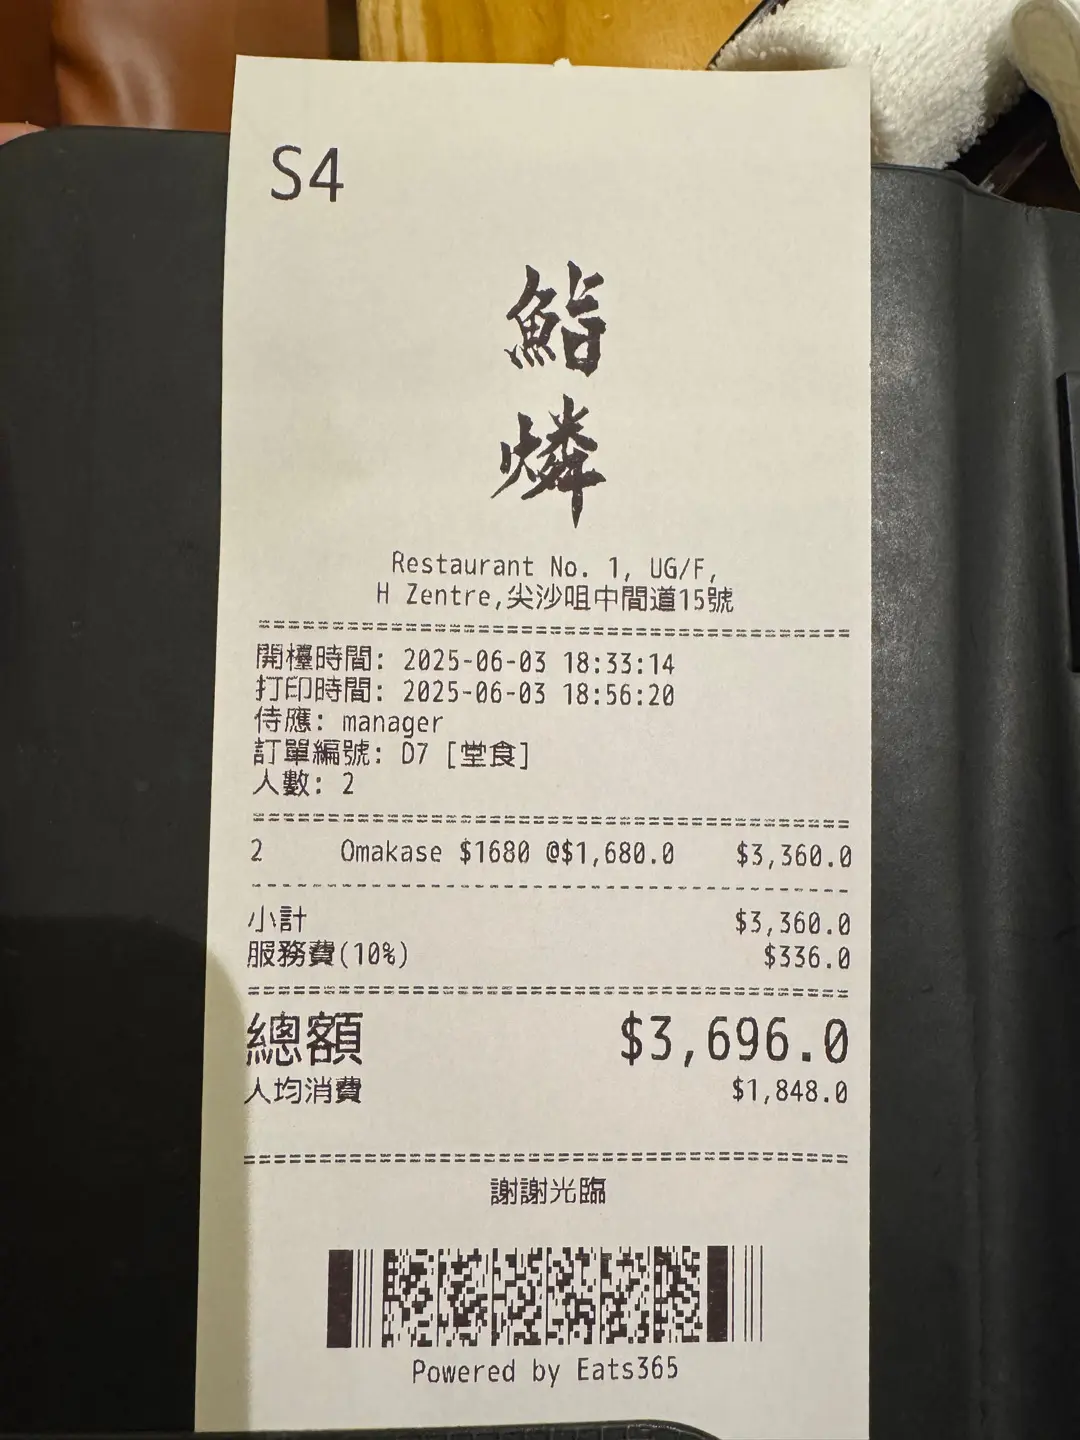 S4
鮨
燐
Restaurant No. 1, UG/F,
H Zentre,尖沙咀中間道15號
開檯時間: 2025-06-03 18:33:14
打印時間: 2025-06-03 18:56:20
侍應: manager
訂單編號: D7 [堂食]
人數: 2
2 Omakase $1680 @$1,680.0 $3,360.0
小計 $3,360.0
服務費(10%) $336.0
總額 $3,696.0
人均消費 $1,848.0
謝謝光臨
Powered by Eats365